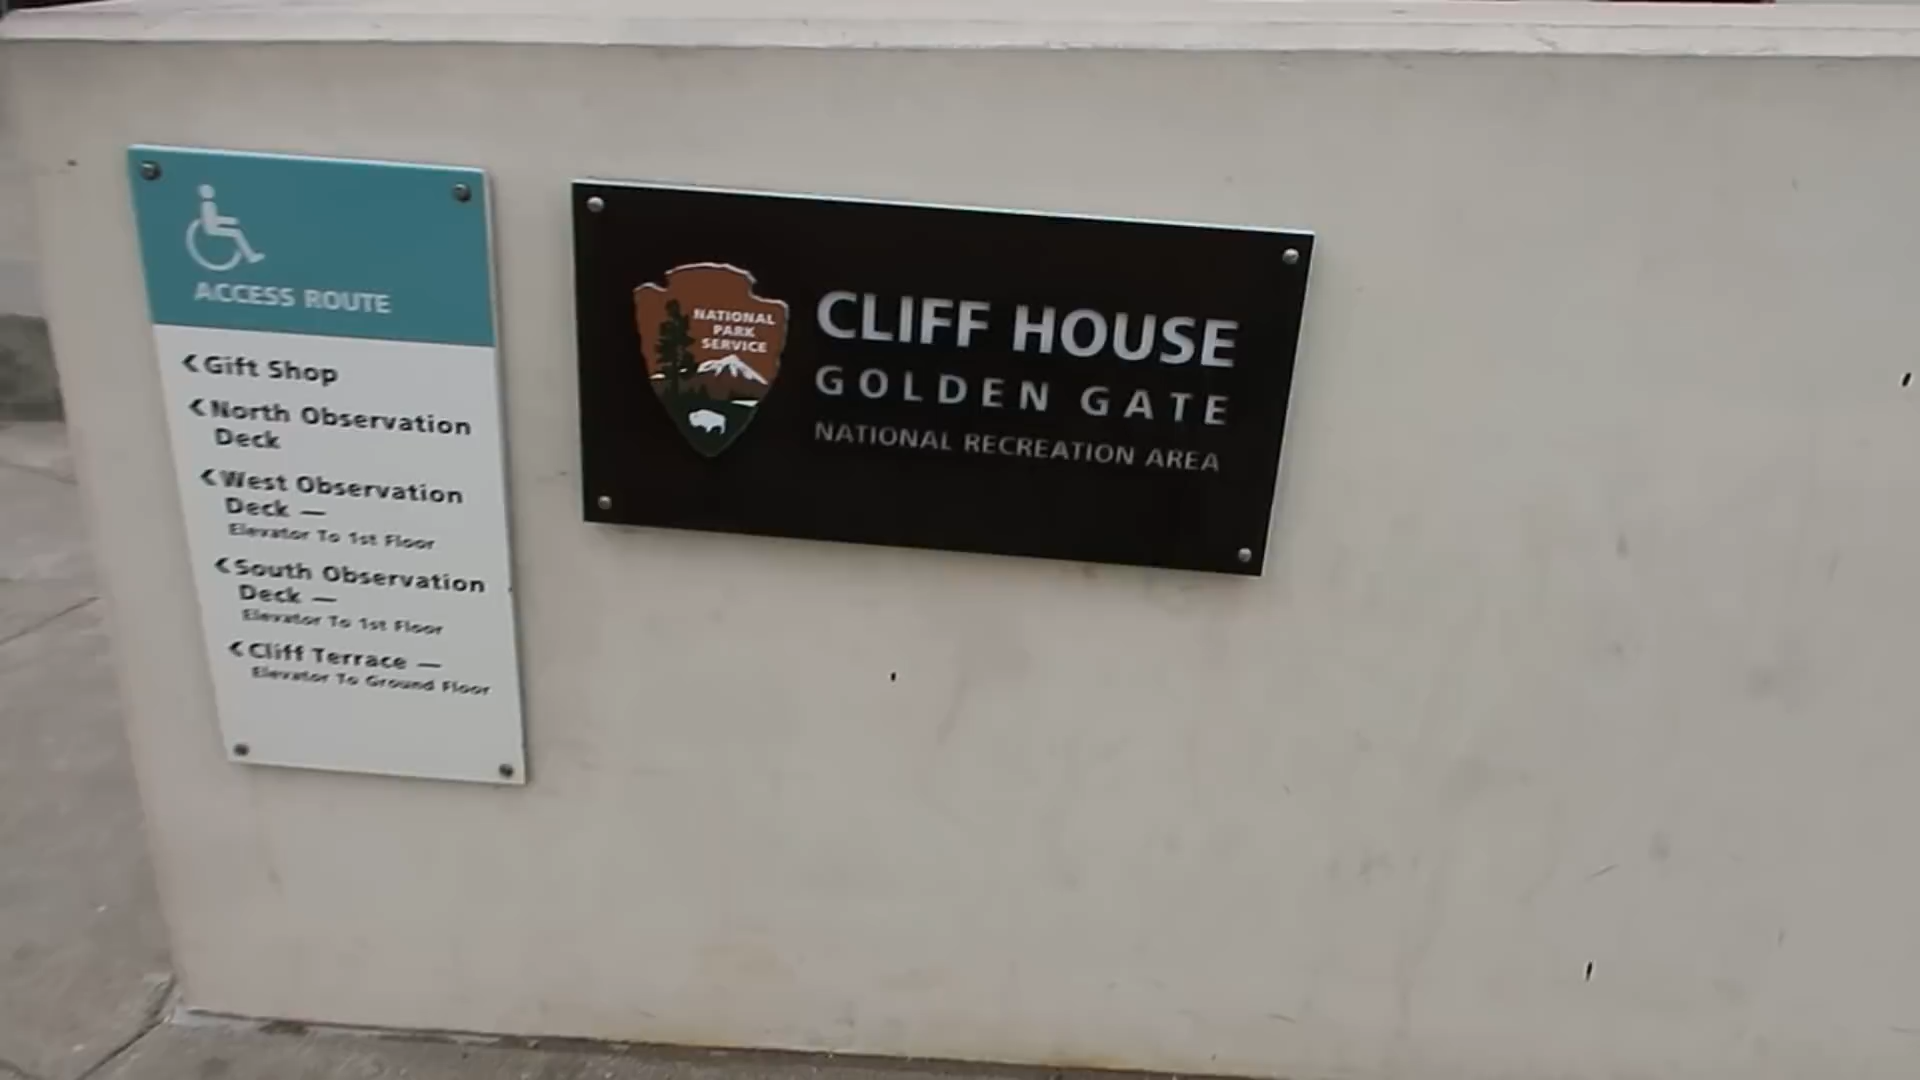 ACCESS ROUTE
Gift Shop
North Observation
Deck
West Observation
Deck —
Elevator To 1st Floor
South Observation
Deck —
Elevator To 1st Floor
Cliff Terrace —
Elevator To Ground Floor
NATIONAL
PARK
SERVICE
CLIFF HOUSE
GOLDEN GATE
NATIONAL RECREATION AREA